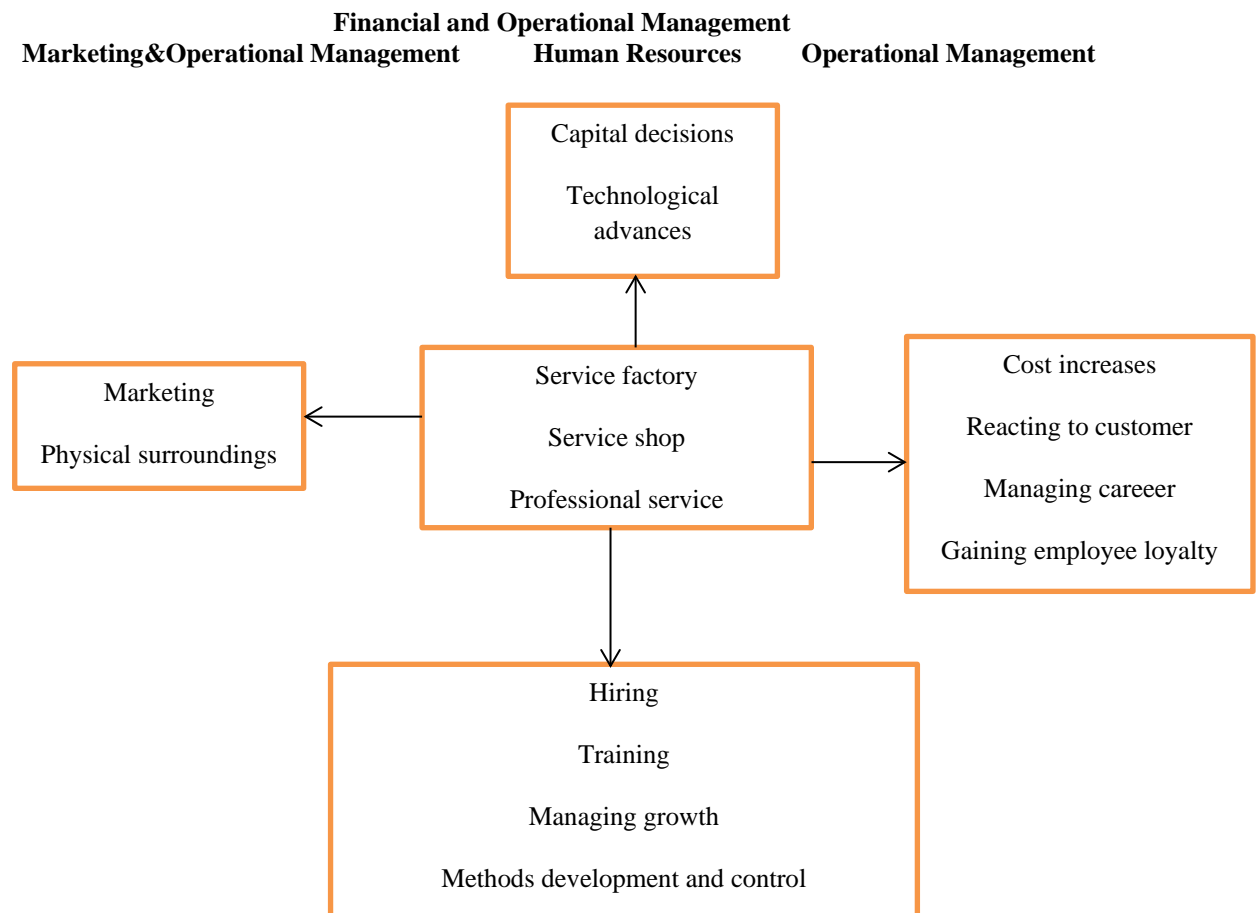 Financial and Operational Management
Marketing&Operational Management Human Resources Operational Management
Capital decisions
Technological
advances
Marketing
Physical surroundings
Service factory
Service shop
Professional service
Cost increases
Reacting to customer
Managing careeer
Gaining employee loyalty
Hiring
Training
Managing growth
Methods development and control